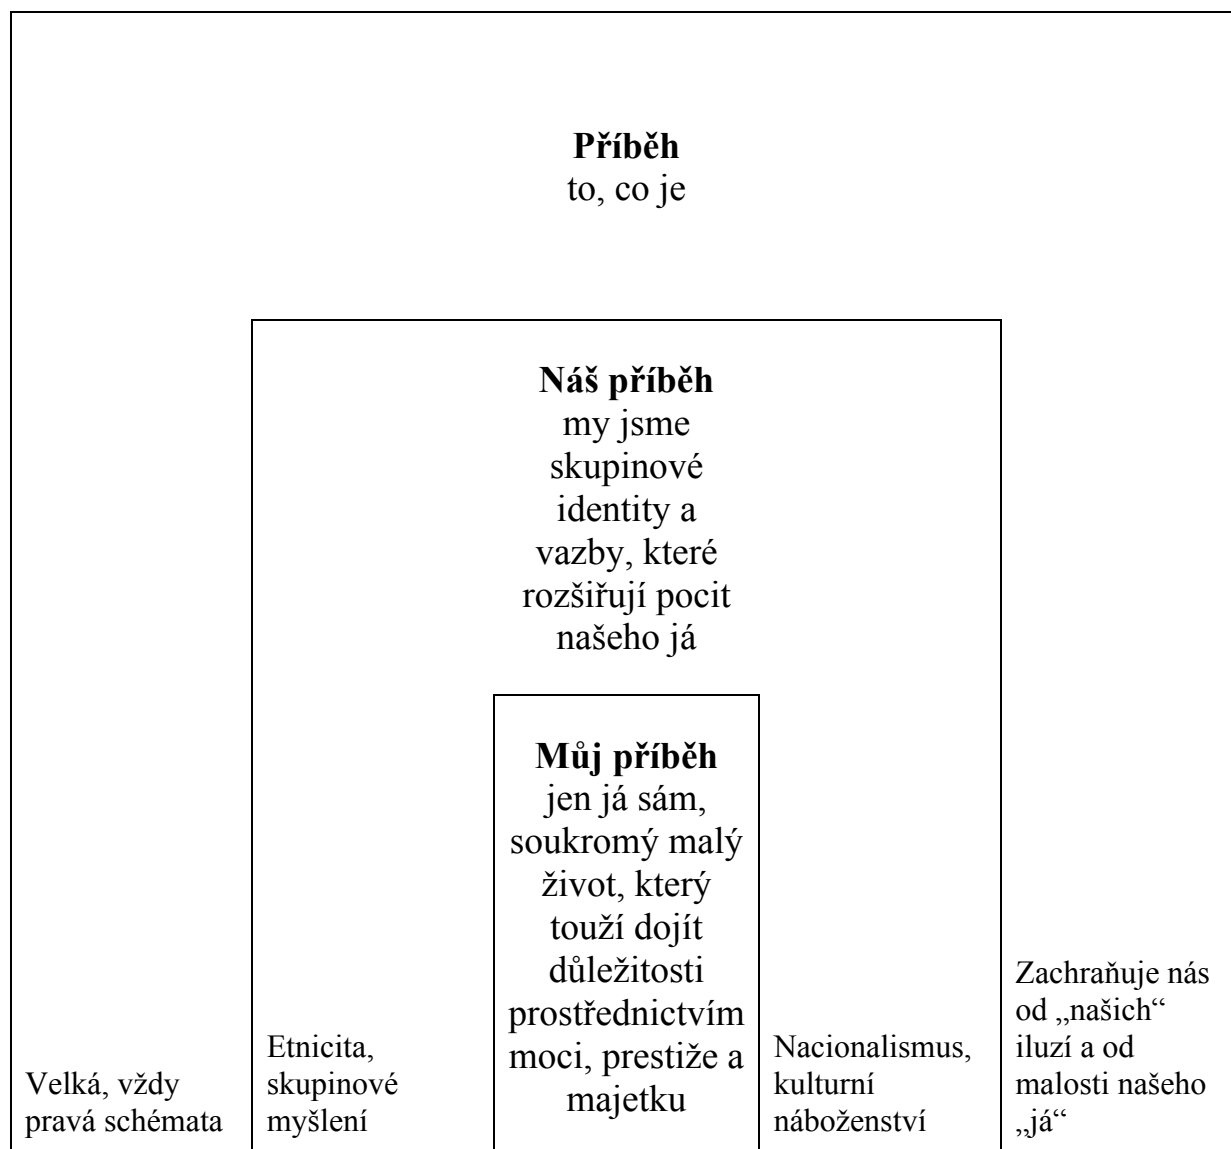 Příběh
to, co je
Náš příběh
my jsme
skupinové
identity a
vazby, které
rozšiřují pocit
našeho já
Můj příběh
jen já sám,
soukromý malý
život, který
touží dojít
důležitosti
prostřednictvím
moci, prestiže a
majetku
Velká, vždy
pravá schémata
Etnicita,
skupinové
myšlení
Nacionalismus,
kulturní
náboženství
Zachraňuje nás
od „našich“
iluzí a od
malosti našeho
„já“